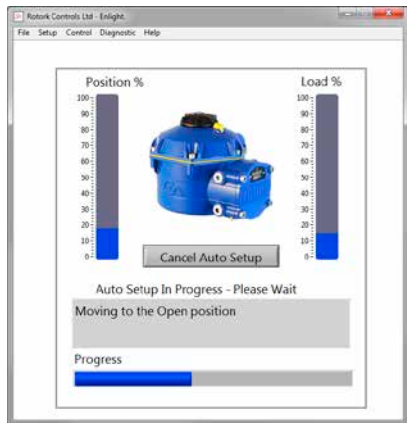 Rotork Controls Ltd - Enlight.
File Setup Control Diagnostic Help
Position % Load %
100 100
90 90
80 80
70 70
60 60
50 50
40 40
30 30
20 20
10 10
0 0
Cancel Auto Setup
Auto Setup In Progress - Please Wait
Moving to the Open position
Progress